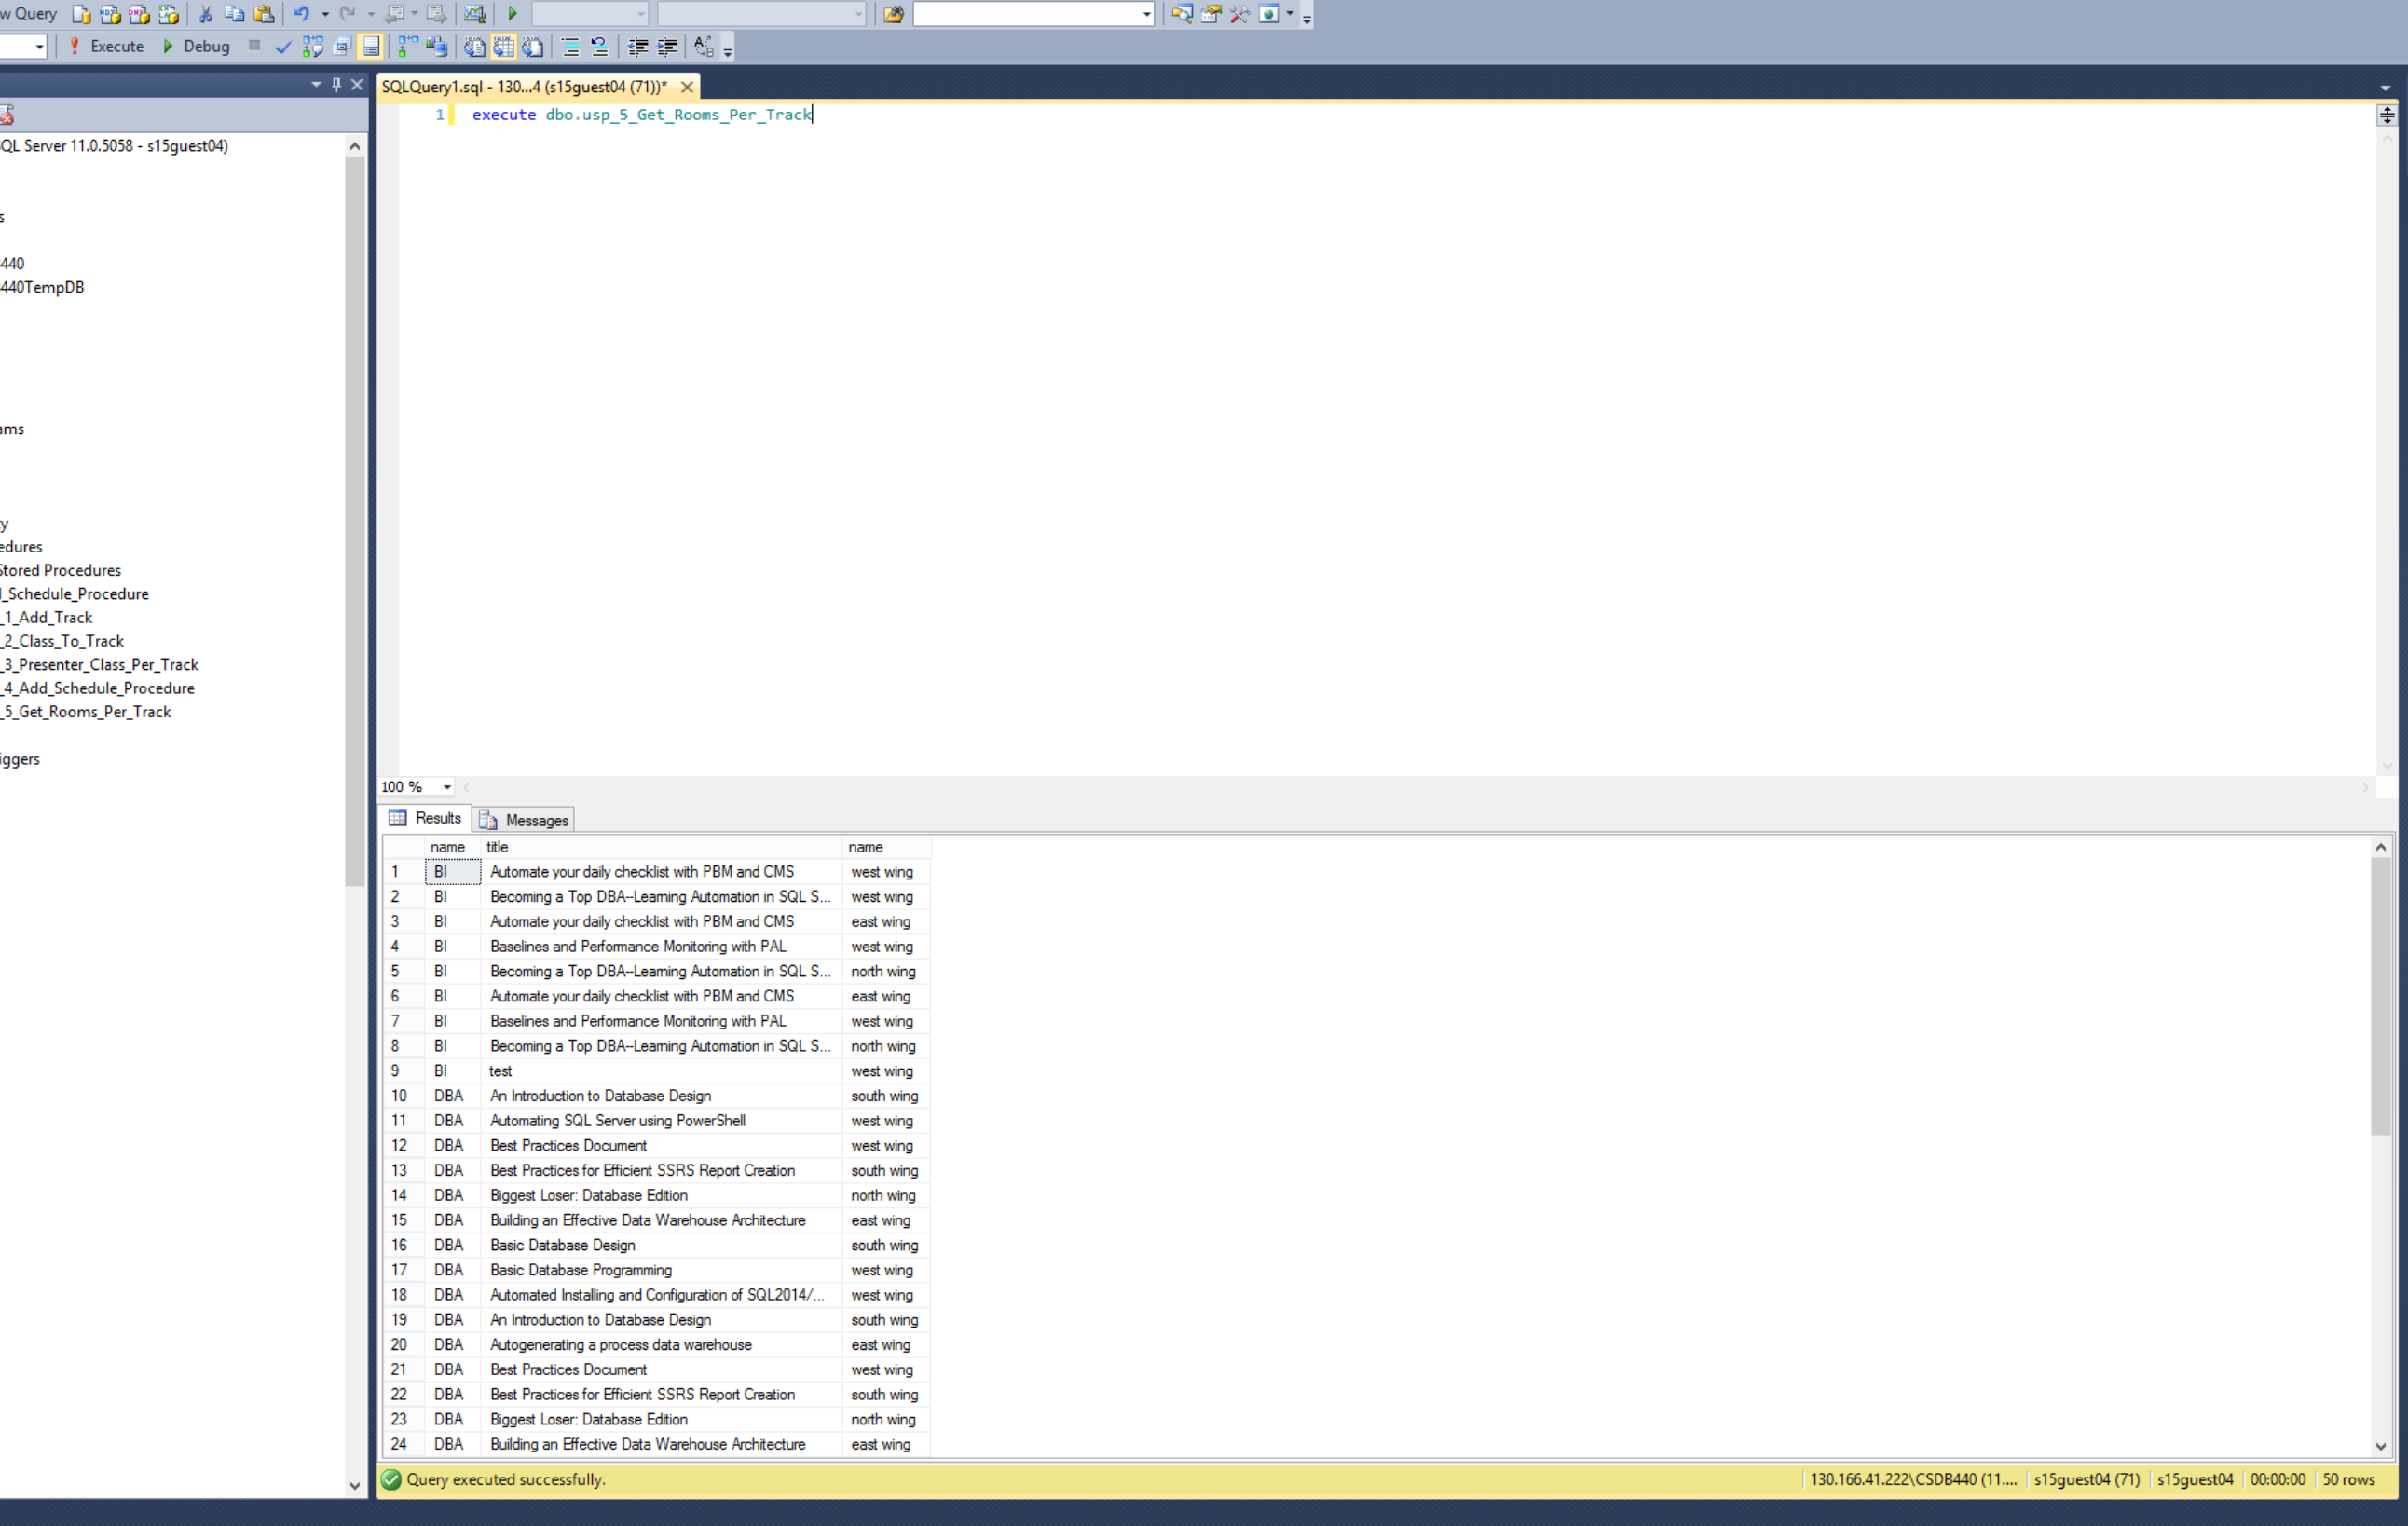 w Query
Execute Debug
SQLQuery1.sql - 130...4 (s15guest04 (71))*
1 execute dbo.usp_5_Get_Rooms_Per_Track
QL Server 11.0.5058 - s15guest04)
s
440
440TempDB
ams
ty
edures
Stored Procedures
l_Schedule_Procedure
_1_Add_Track
_2_Class_To_Track
_3_Presenter_Class_Per_Track
_4_Add_Schedule_Procedure
_5_Get_Rooms_Per_Track
iggers
100 %
Results Messages
name title name
1 BI Automate your daily checklist with PBM and CMS west wing
2 BI Becoming a Top DBA--Learning Automation in SQL S... west wing
3 BI Automate your daily checklist with PBM and CMS east wing
4 BI Baselines and Performance Monitoring with PAL west wing
5 BI Becoming a Top DBA--Learning Automation in SQL S... north wing
6 BI Automate your daily checklist with PBM and CMS east wing
7 BI Baselines and Performance Monitoring with PAL west wing
8 BI Becoming a Top DBA--Learning Automation in SQL S... north wing
9 BI test west wing
10 DBA An Introduction to Database Design south wing
11 DBA Automating SQL Server using PowerShell west wing
12 DBA Best Practices Document west wing
13 DBA Best Practices for Efficient SSRS Report Creation south wing
14 DBA Biggest Loser: Database Edition north wing
15 DBA Building an Effective Data Warehouse Architecture east wing
16 DBA Basic Database Design south wing
17 DBA Basic Database Programming west wing
18 DBA Automated Installing and Configuration of SQL2014/... west wing
19 DBA An Introduction to Database Design south wing
20 DBA Autogenerating a process data warehouse east wing
21 DBA Best Practices Document west wing
22 DBA Best Practices for Efficient SSRS Report Creation south wing
23 DBA Biggest Loser: Database Edition north wing
24 DBA Building an Effective Data Warehouse Architecture east wing
Query executed successfully. 130.166.41.222\CSDB440 (11.... s15guest04 (71) s15guest04 00:00:00 50 rows